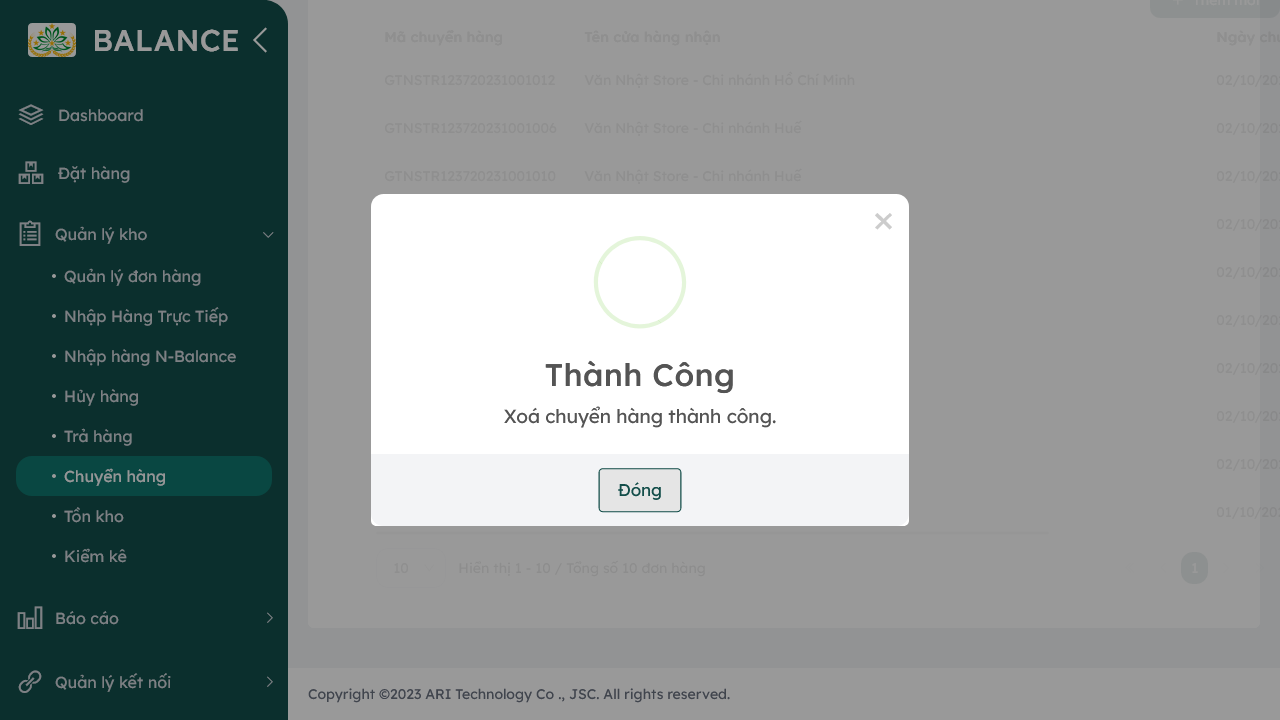 BALANCE
Dashboard
Đặt hàng
Quản lý kho
Quản lý đơn hàng
Nhập Hàng Trực Tiếp
Nhập hàng N-Balance
Hủy hàng
Trả hàng
Chuyển hàng
Tồn kho
Kiểm kê
Báo cáo
Quản lý kết nối
Thêm mới
Mã chuyển hàng Tên cửa hàng nhận
GTNSTR123720231001012 Văn Nhật Store - Chi nhánh Hồ Chí Minh 02/10/20
GTNSTR123720231001006 Văn Nhật Store - Chi nhánh Huế 02/10/20
GTNSTR123720231001010 Văn Nhật Store - Chi nhánh Huế 02/10/20
02/10/20
02/10/20
02/10/20
02/10/20
02/10/20
02/10/20
01/10/20
×
Thành Công
Xoá chuyển hàng thành công.
Đóng
10 Hiển thị 1 - 10 / Tổng số 10 đơn hàng 1
Copyright ©2023 ARI Technology Co ., JSC. All rights reserved.